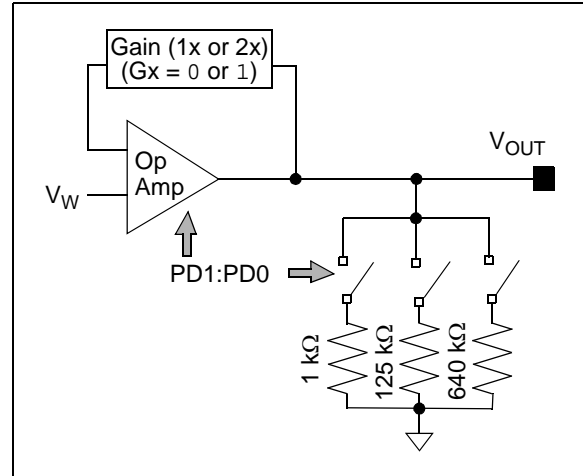 Gain (1x or 2x)
(Gx = 0 or 1)
Op
Amp
VW
VOUT
PD1:PD0
1 kΩ
125 kΩ
640 kΩ